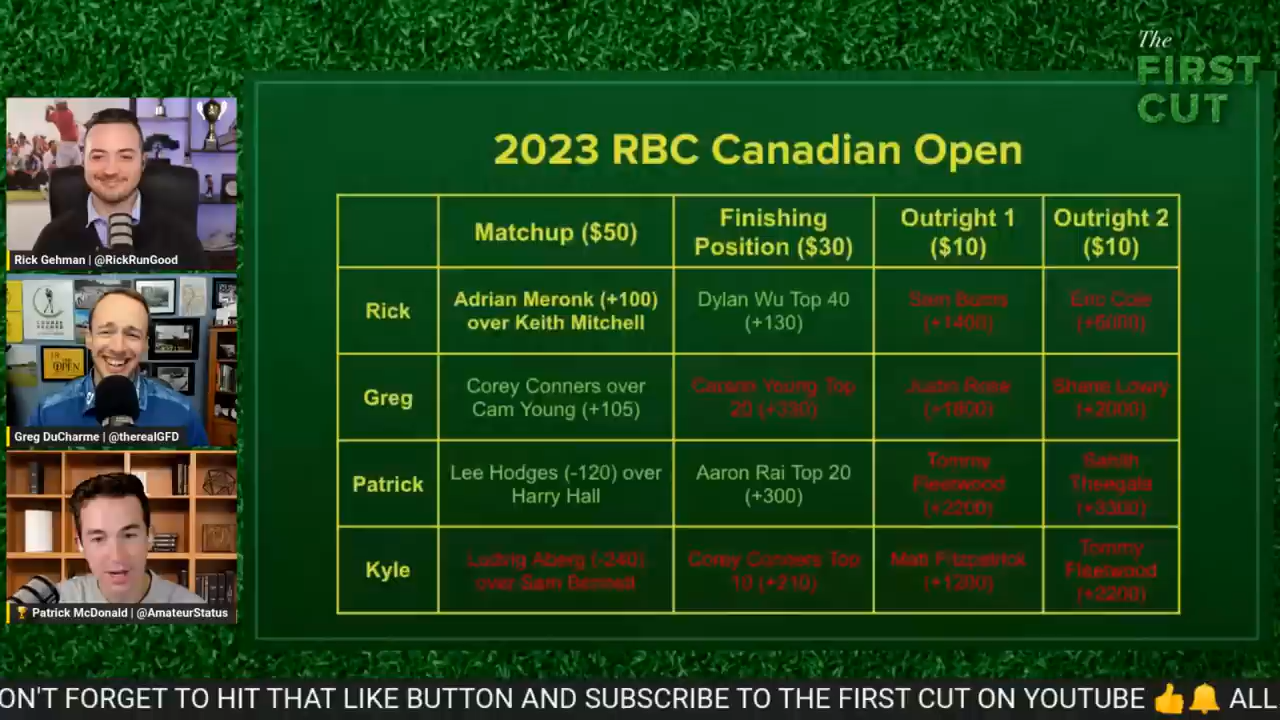 The
FIRST
CUT
2023 RBC Canadian Open
Matchup ($50)
Finishing
Position ($30)
Outright 1
($10)
Outright 2
($10)
Rick
Adrian Meronk (+100)
over Keith Mitchell
Dylan Wu Top 40
(+130)
Sam Burns
(+1400)
Eric Cole
(+5000)
Greg
Corey Conners over
Cam Young (+105)
Carson Young Top
20 (+330)
Justin Rose
(+1800)
Shane Lowry
(+2000)
Patrick
Lee Hodges (-120) over
Harry Hall
Aaron Rai Top 20
(+300)
Tommy
Fleetwood
(+2200)
Sahith
Theegala
(+3300)
Kyle
Ludvig Aberg (-240)
over Sam Bennett
Corey Conners Top
10 (+210)
Matt Fitzpatrick
(+1200)
Tommy
Fleetwood
(+2200)
Rick Gehman | @RickRunGood
Greg DuCharme | @therealGFD
Patrick McDonald | @AmateurStatus
ON'T FORGET TO HIT THAT LIKE BUTTON AND SUBSCRIBE TO THE FIRST CUT ON YOUTUBE 👍🔔 ALL